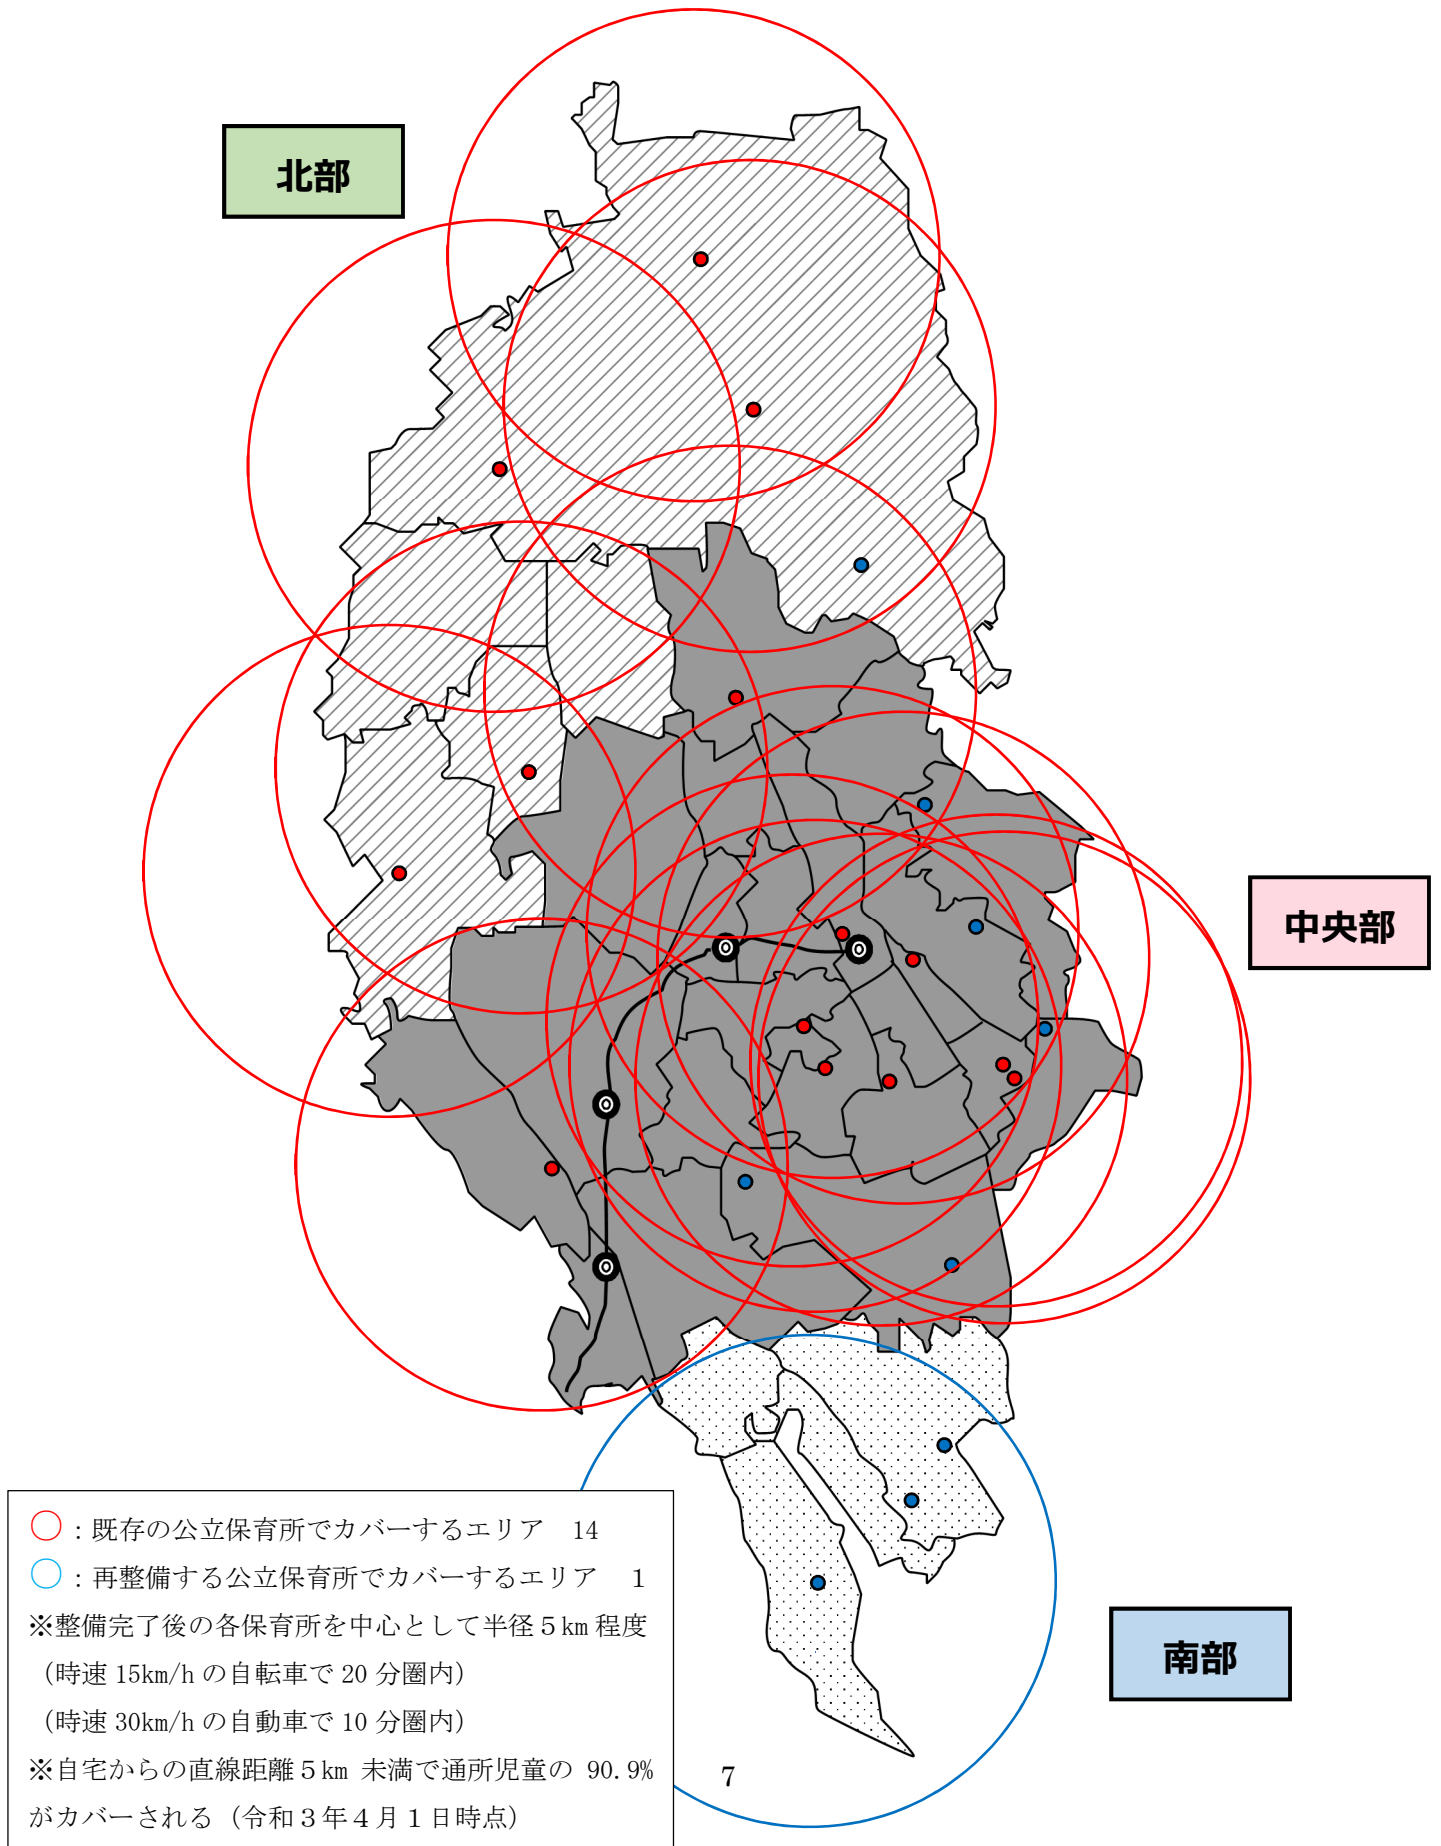 北部
中央部
◯：既存の公立保育所でカバーするエリア　14
◯：再整備する公立保育所でカバーするエリア　1
※整備完了後の各保育所を中心として半径５km 程度
（時速 15km/h の自転車で 20 分圏内）
（時速 30km/h の自動車で 10 分圏内）
※自宅からの直線距離５km 未満で通所児童の 90.9%
がカバーされる（令和３年４月１日時点）
南部
7